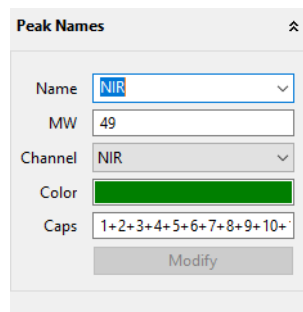 Peak Names
Name NIR
MW 49
Channel NIR
Color
Caps 1+2+3+4+5+6+7+8+9+10+
Modify